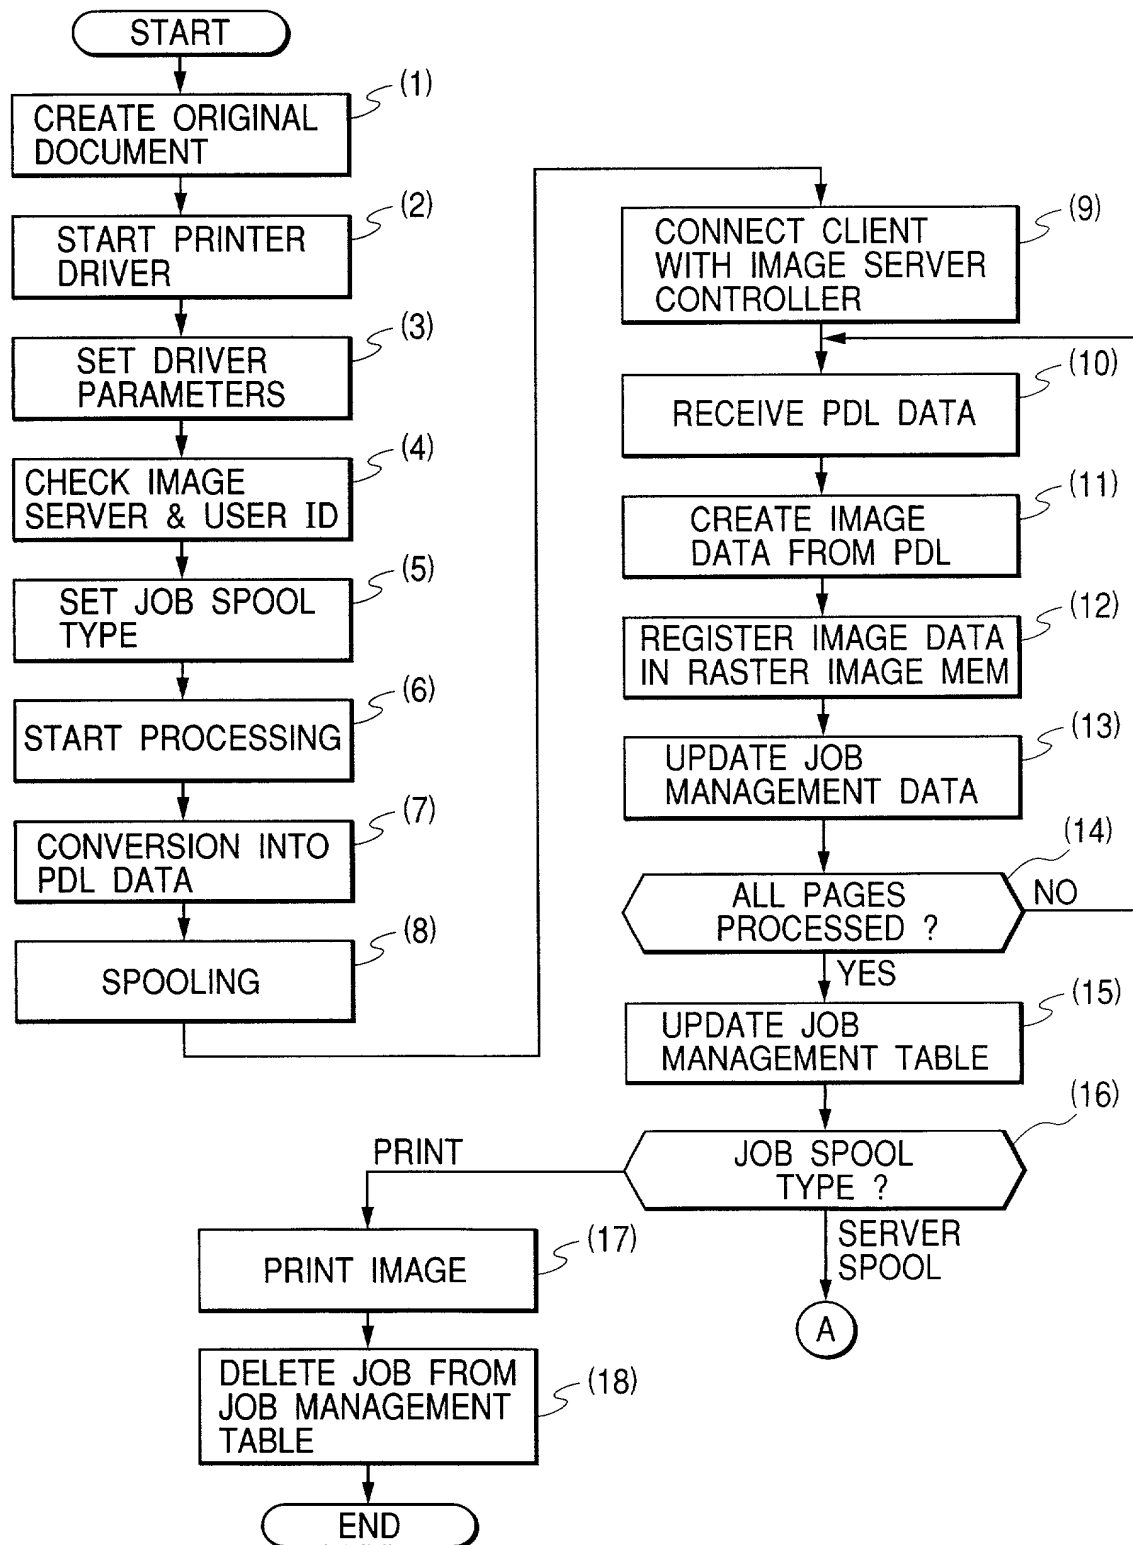 START
(1)
CREATE ORIGINAL
DOCUMENT
(2)
START PRINTER
DRIVER
(3)
SET DRIVER
PARAMETERS
(4)
CHECK IMAGE
SERVER & USER ID
(5)
SET JOB SPOOL
TYPE
(6)
START PROCESSING
(7)
CONVERSION INTO
PDL DATA
(8)
SPOOLING
(9)
CONNECT CLIENT
WITH IMAGE SERVER
CONTROLLER
(10)
RECEIVE PDL DATA
(11)
CREATE IMAGE
DATA FROM PDL
(12)
REGISTER IMAGE DATA
IN RASTER IMAGE MEM
(13)
UPDATE JOB
MANAGEMENT DATA
(14)
ALL PAGES
PROCESSED ?
NO
YES
(15)
UPDATE JOB
MANAGEMENT TABLE
(16)
JOB SPOOL
TYPE ?
PRINT
SERVER
SPOOL
A
(17)
PRINT IMAGE
(18)
DELETE JOB FROM
JOB MANAGEMENT
TABLE
END